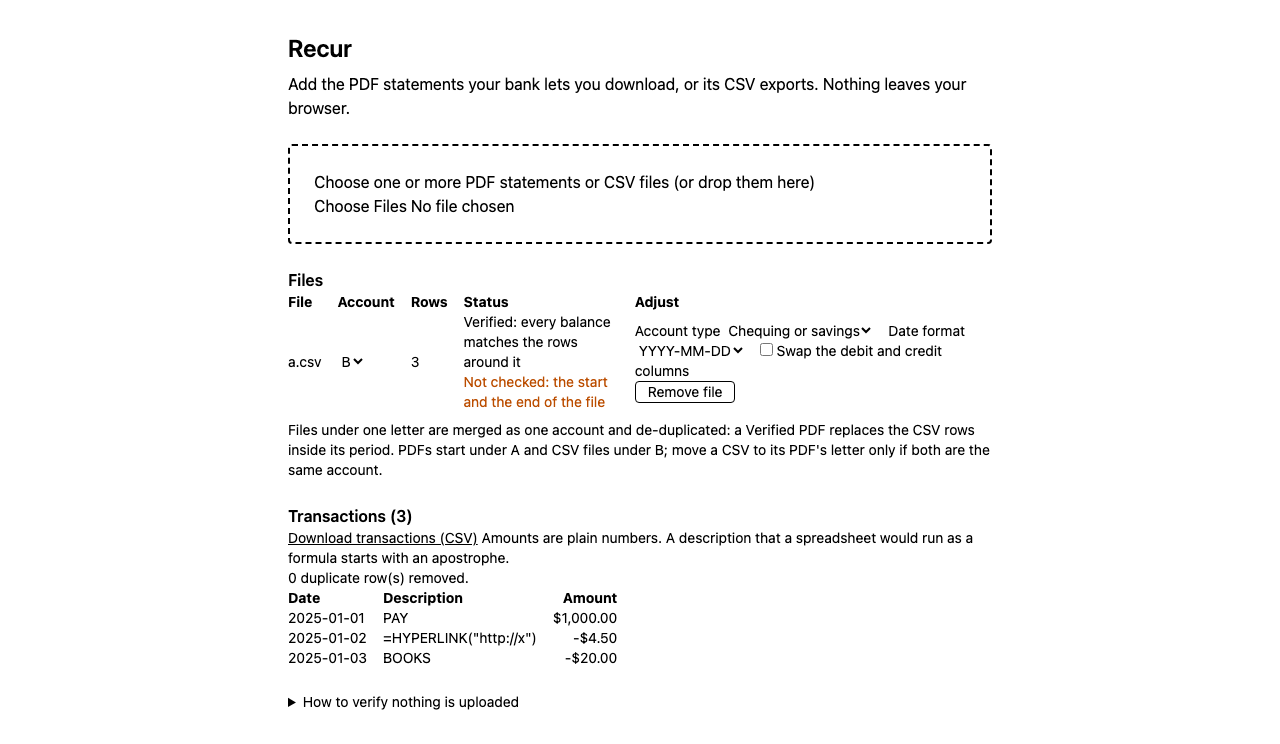 Recur
Add the PDF statements your bank lets you download, or its CSV exports. Nothing leaves your
browser.
Choose one or more PDF statements or CSV files (or drop them here)
Choose Files No file chosen
Files
File Account Rows Status Adjust
a.csv B 3 Verified: every balance
matches the rows
around it
Not checked: the start
and the end of the file
Account type Chequing or savings Date format
YYYY-MM-DD Swap the debit and credit
columns
Remove file
Files under one letter are merged as one account and de-duplicated: a Verified PDF replaces the CSV rows
inside its period. PDFs start under A and CSV files under B; move a CSV to its PDF's letter only if both are the
same account.
Transactions (3)
Download transactions (CSV) Amounts are plain numbers. A description that a spreadsheet would run as a
formula starts with an apostrophe.
0 duplicate row(s) removed.
Date Description Amount
2025-01-01 PAY $1,000.00
2025-01-02 =HYPERLINK("http://x") -$4.50
2025-01-03 BOOKS -$20.00
How to verify nothing is uploaded